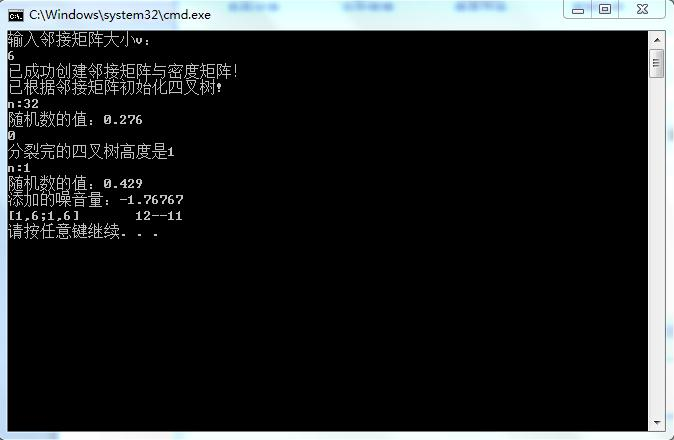 C:\Windows\system32\cmd.exe
输入邻接矩阵大小v:
6
已成功创建邻接矩阵与密度矩阵!
已根据邻接矩阵初始化四叉树!
n:32
随机数的值: 0.276
0
分裂完的四叉树高度是1
n:1
随机数的值: 0.429
添加的噪音量: -1.76767
[1,6;1,6] 12--11
请按任意键继续. . .